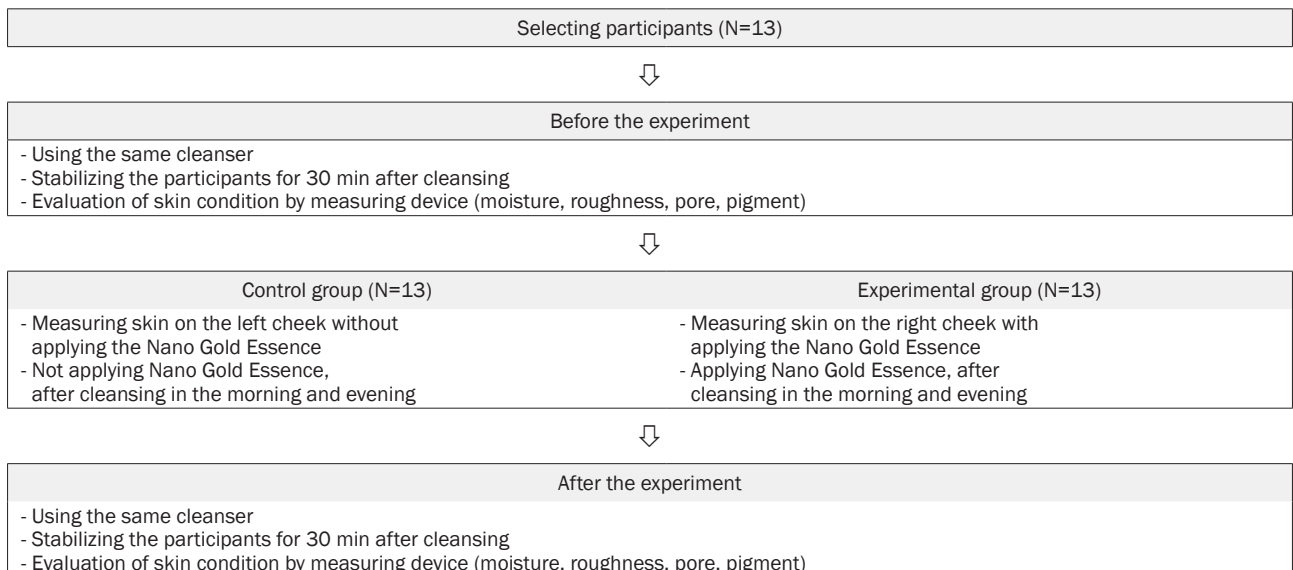 Selecting participants (N=13)
Before the experiment
- Using the same cleanser
- Stabilizing the participants for 30 min after cleansing
- Evaluation of skin condition by measuring device (moisture, roughness, pore, pigment)
Control group (N=13)
- Measuring skin on the left cheek without
applying the Nano Gold Essence
- Not applying Nano Gold Essence,
after cleansing in the morning and evening
Experimental group (N=13)
- Measuring skin on the right cheek with
applying the Nano Gold Essence
- Applying Nano Gold Essence, after
cleansing in the morning and evening
After the experiment
- Using the same cleanser
- Stabilizing the participants for 30 min after cleansing
- Evaluation of skin condition by measuring device (moisture, roughness, pore, pigment)